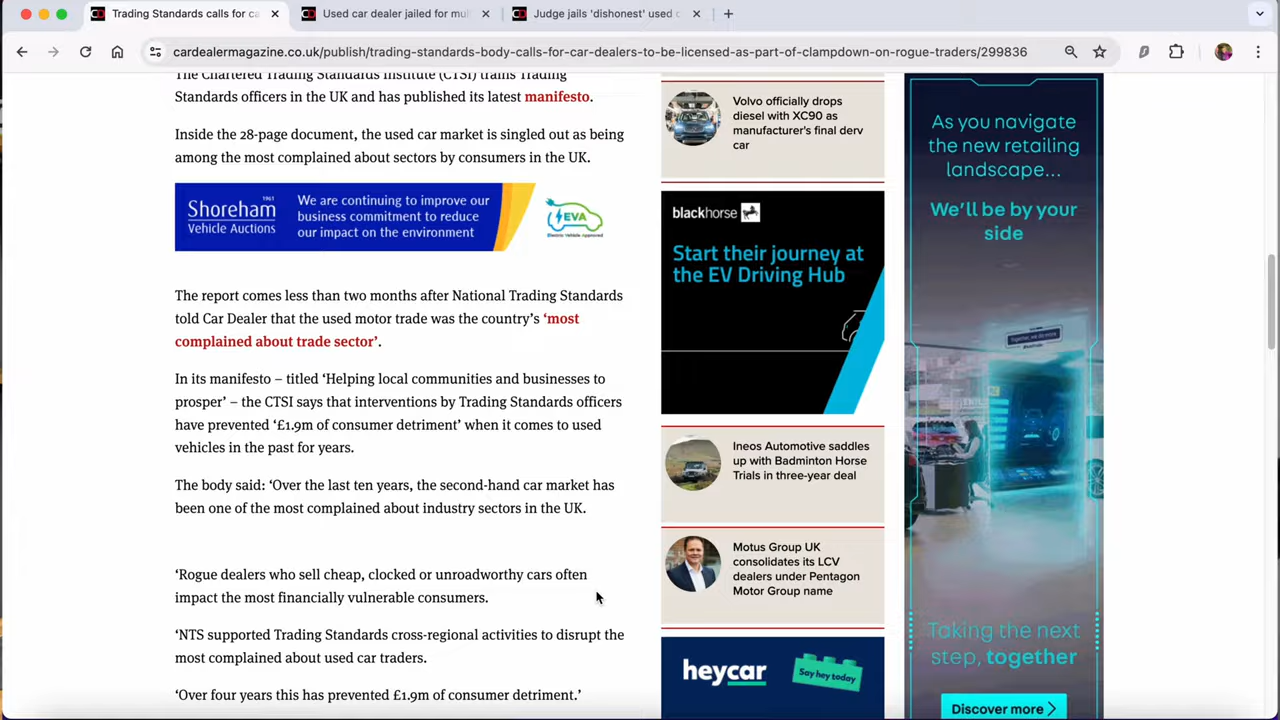 Trading Standards calls for ca
Used car dealer jailed for mul
Judge jails 'dishonest' used c
cardealermagazine.co.uk/publish/trading-standards-body-calls-for-car-dealers-to-be-licensed-as-part-of-clampdown-on-rogue-traders/299836
The Chartered Trading Standards Institute (CTSI) trains Trading
Standards officers in the UK and has published its latest manifesto.
Inside the 28-page document, the used car market is singled out as being
among the most complained about sectors by consumers in the UK.
Shoreham
1961
Vehicle Auctions
We are continuing to improve our
business commitment to reduce
our impact on the environment
EVA
Electric Vehicle Approved
The report comes less than two months after National Trading Standards
told Car Dealer that the used motor trade was the country’s ‘most
complained about trade sector’.
In its manifesto – titled ‘Helping local communities and businesses to
prosper’ – the CTSI says that interventions by Trading Standards officers
have prevented ‘£1.9m of consumer detriment’ when it comes to used
vehicles in the past for years.
The body said: ‘Over the last ten years, the second-hand car market has
been one of the most complained about industry sectors in the UK.
‘Rogue dealers who sell cheap, clocked or unroadworthy cars often
impact the most financially vulnerable consumers.
‘NTS supported Trading Standards cross-regional activities to disrupt the
most complained about used car traders.
‘Over four years this has prevented £1.9m of consumer detriment.’
Volvo officially drops
diesel with XC90 as
manufacturer's final derv
car
blackhorse
Start their journey at
the EV Driving Hub
Ineos Automotive saddles
up with Badminton Horse
Trials in three-year deal
Motus Group UK
consolidates its LCV
dealers under Pentagon
Motor Group name
heycar
Say hey today
As you navigate
the new retailing
landscape...
We’ll be by your
side
Taking the next
step, together
Discover more